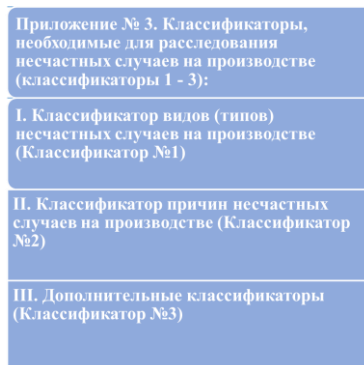 Приложение № 3. Классификаторы,
необходимые для расследования
несчастных случаев на производстве
(классификаторы 1 - 3):
I. Классификатор видов (типов)
несчастных случаев на производстве
(Классификатор №1)
II. Классификатор причин несчастных
случаев на производстве (Классификатор
№2)
III. Дополнительные классификаторы
(Классификатор №3)